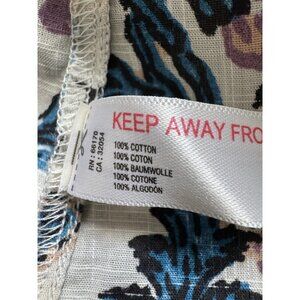 KEEP AWAY FRO
100% COTTON
100% COTON
100% BAUMWOLLE
100% COTONE
100% ALGODÓN
RN : 66170
CA : 32054